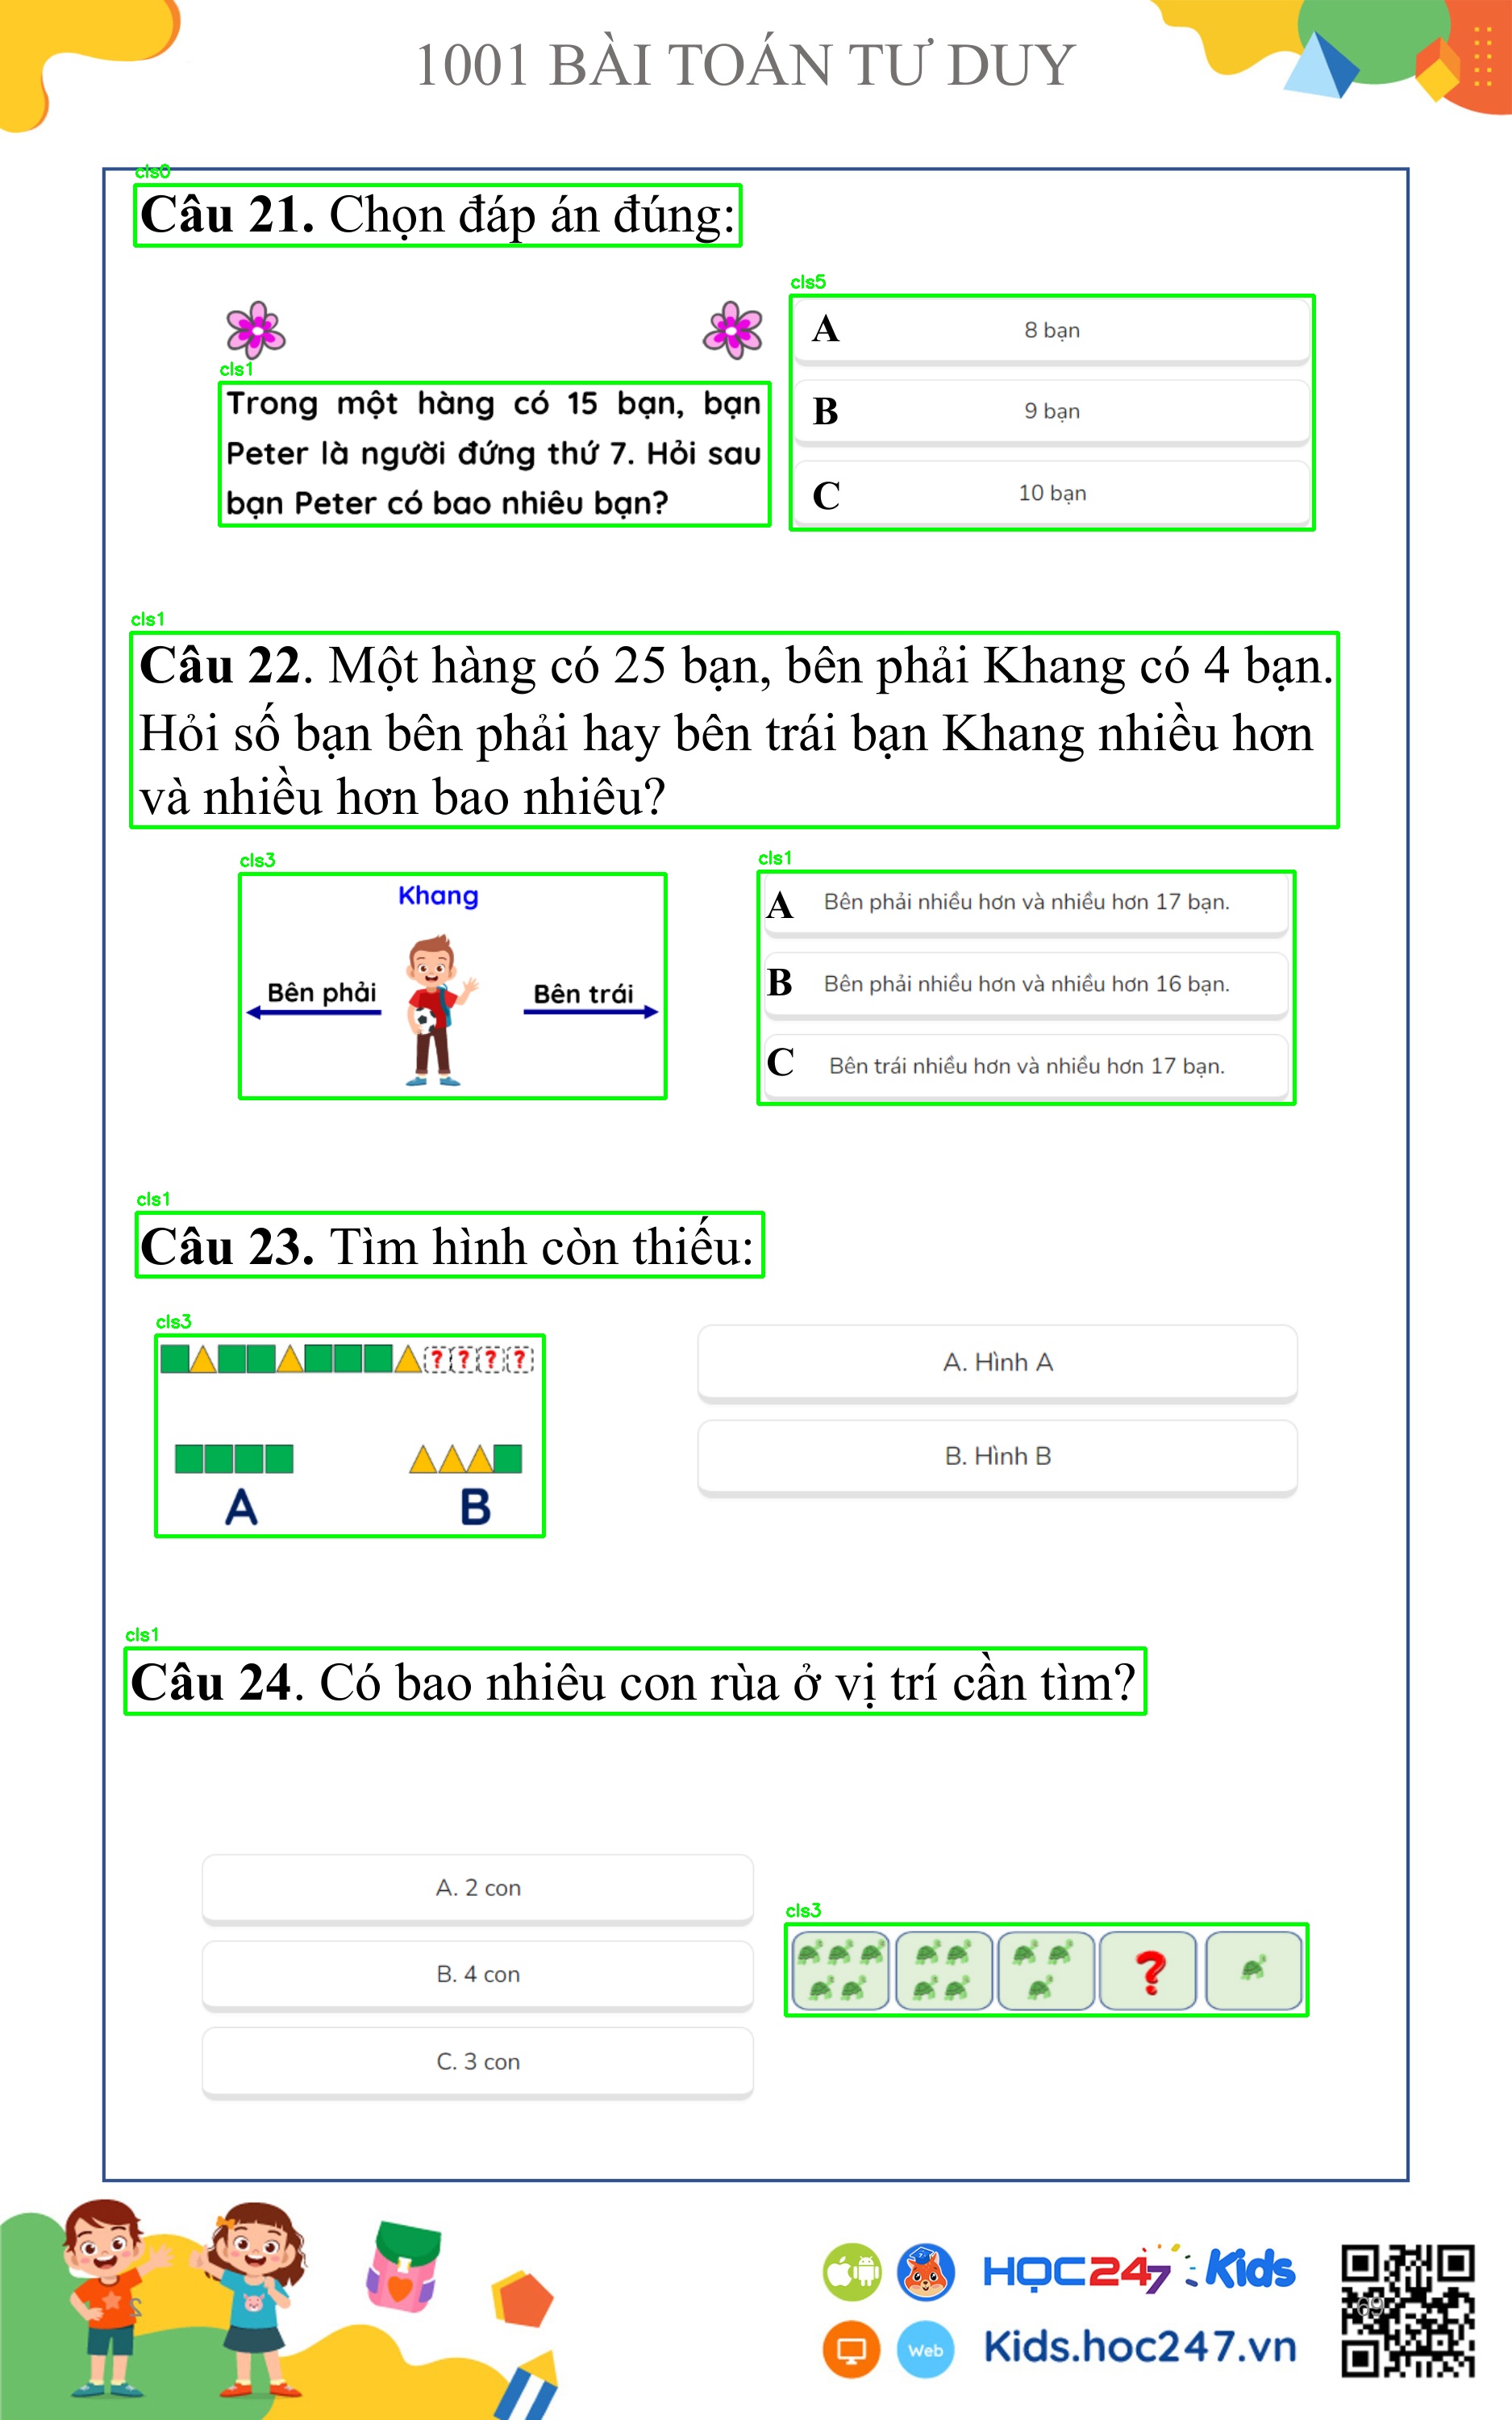 1001 BÀI TOÁN TƯ DUY
cls0
Câu 21. Chọn đáp án đúng:
cls1
Trong một hàng có 15 bạn, bạn
Peter là người đứng thứ 7. Hỏi sau
bạn Peter có bao nhiêu bạn?
cls5
A 8 bạn
B 9 bạn
C 10 bạn
cls1
Câu 22. Một hàng có 25 bạn, bên phải Khang có 4 bạn.
Hỏi số bạn bên phải hay bên trái bạn Khang nhiều hơn
và nhiều hơn bao nhiêu?
cls3
Khang
Bên phải
Bên trái
cls1
A Bên phải nhiều hơn và nhiều hơn 17 bạn.
B Bên phải nhiều hơn và nhiều hơn 16 bạn.
C Bên trái nhiều hơn và nhiều hơn 17 bạn.
cls1
Câu 23. Tìm hình còn thiếu:
cls3
? ? ? ?
A B
A. Hình A
B. Hình B
cls1
Câu 24. Có bao nhiêu con rùa ở vị trí cần tìm?
A. 2 con
B. 4 con
C. 3 con
cls3
?
HỌC247 Kids
Web Kids.hoc247.vn
69